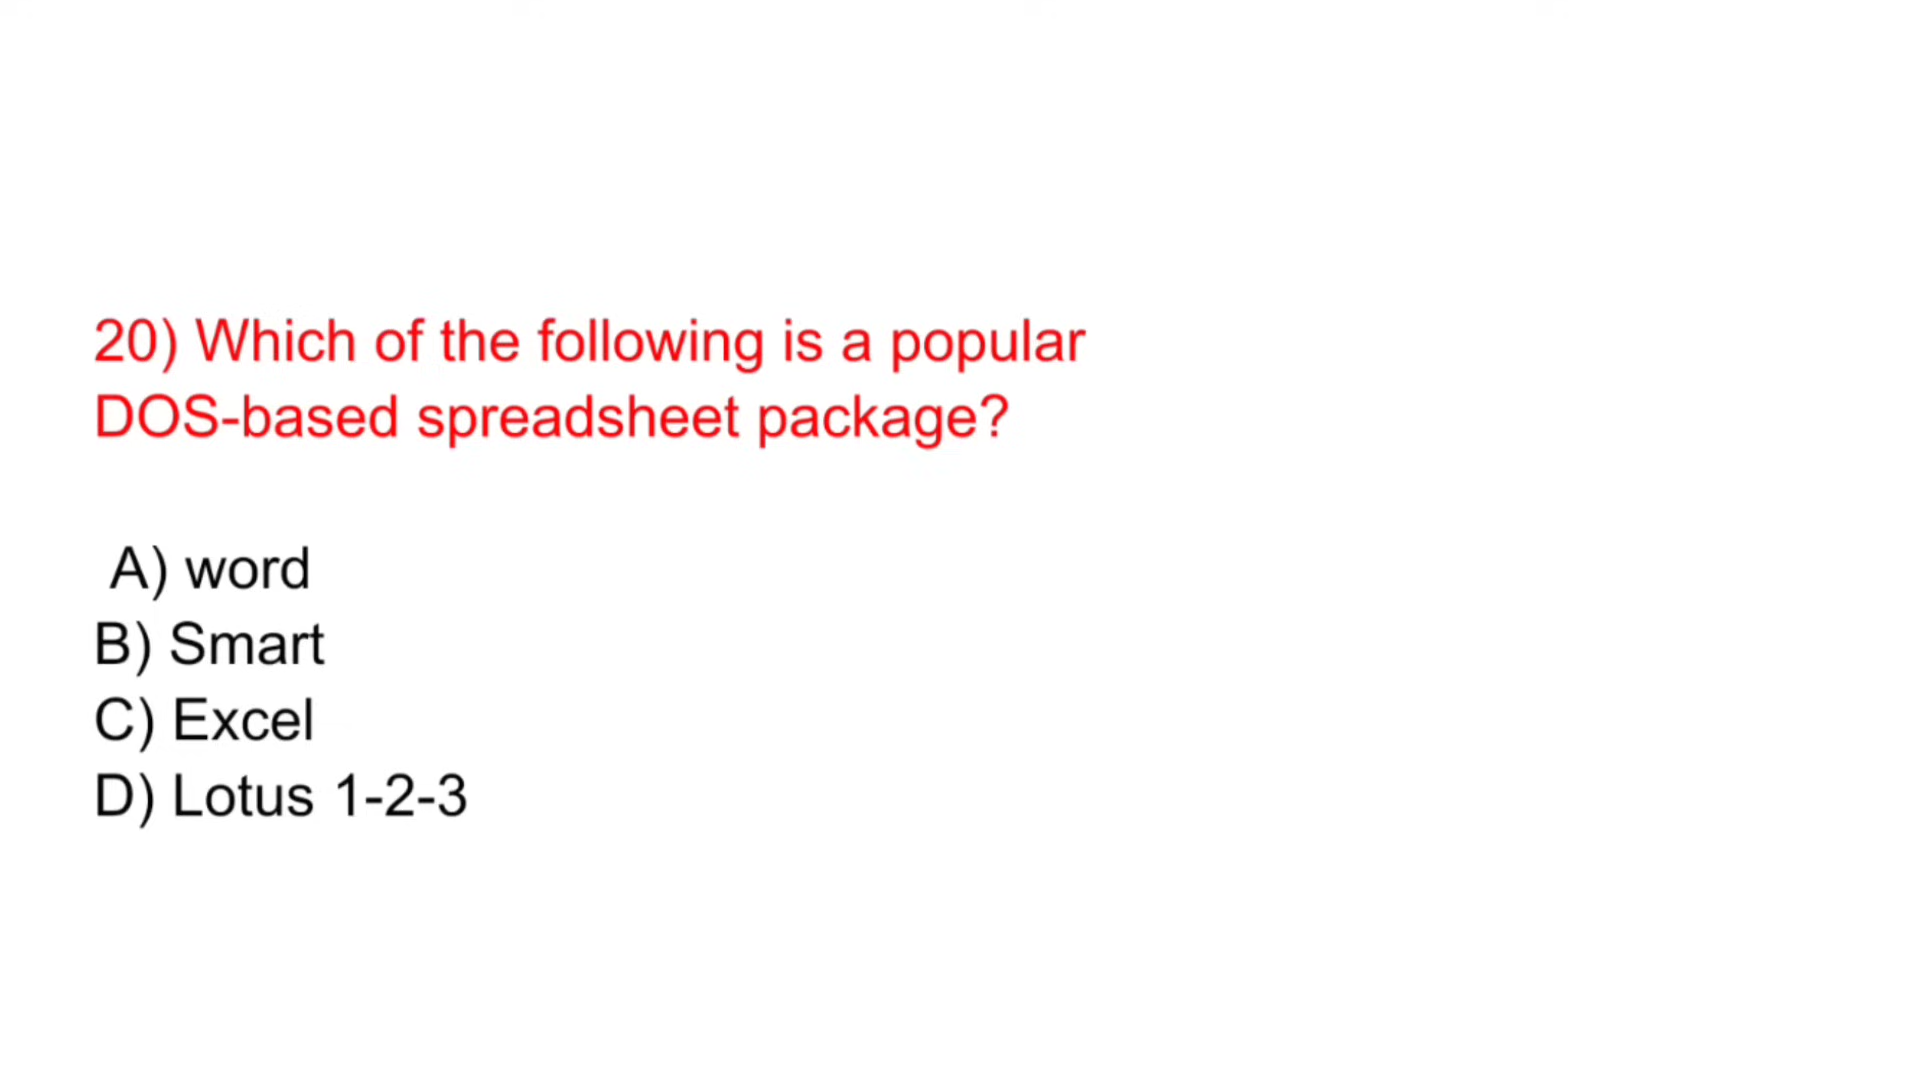 20) Which of the following is a popular
DOS-based spreadsheet package?
A) word
B) Smart
C) Excel
D) Lotus 1-2-3